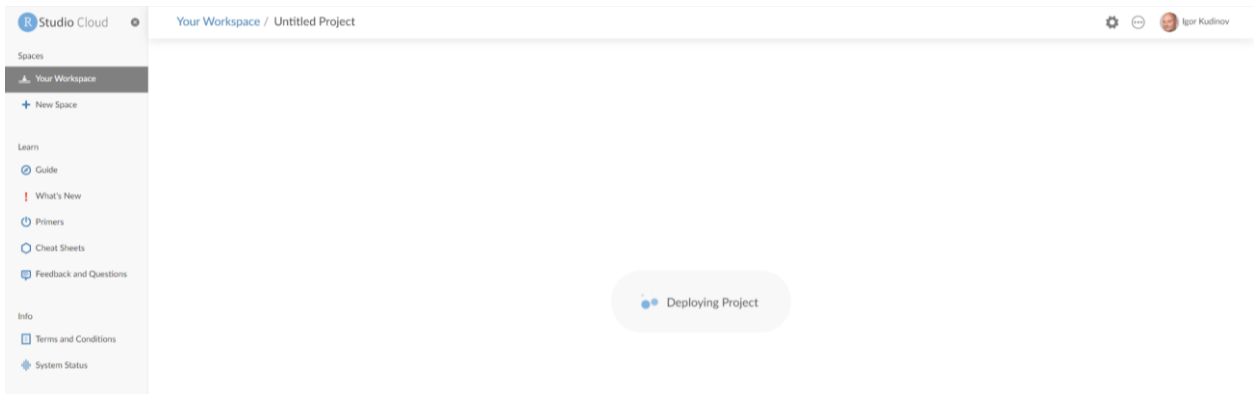 R Studio Cloud
Your Workspace / Untitled Project
Igor Kudinov
Spaces
Your Workspace
New Space
Learn
Guide
What's New
Primers
Cheat Sheets
Feedback and Questions
Deploying Project
Info
Terms and Conditions
System Status